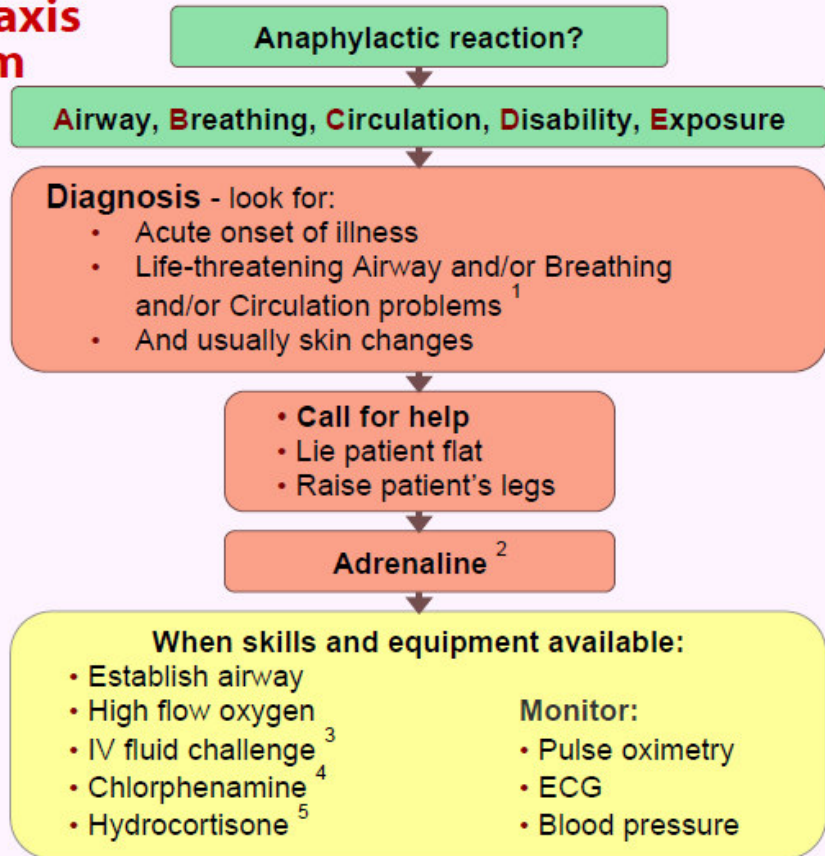 axis
m
Anaphylactic reaction?
Airway, Breathing, Circulation, Disability, Exposure
Diagnosis - look for:
• Acute onset of illness
• Life-threatening Airway and/or Breathing
and/or Circulation problems 1
• And usually skin changes
• Call for help
• Lie patient flat
• Raise patient's legs
Adrenaline 2
When skills and equipment available:
• Establish airway
• High flow oxygen
• IV fluid challenge 3
• Chlorphenamine 4
• Hydrocortisone 5
Monitor:
• Pulse oximetry
• ECG
• Blood pressure